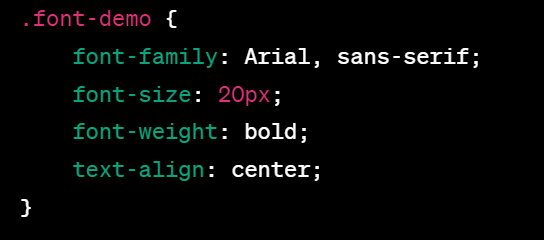 .font-demo {
    font-family: Arial, sans-serif;
    font-size: 20px;
    font-weight: bold;
    text-align: center;
}